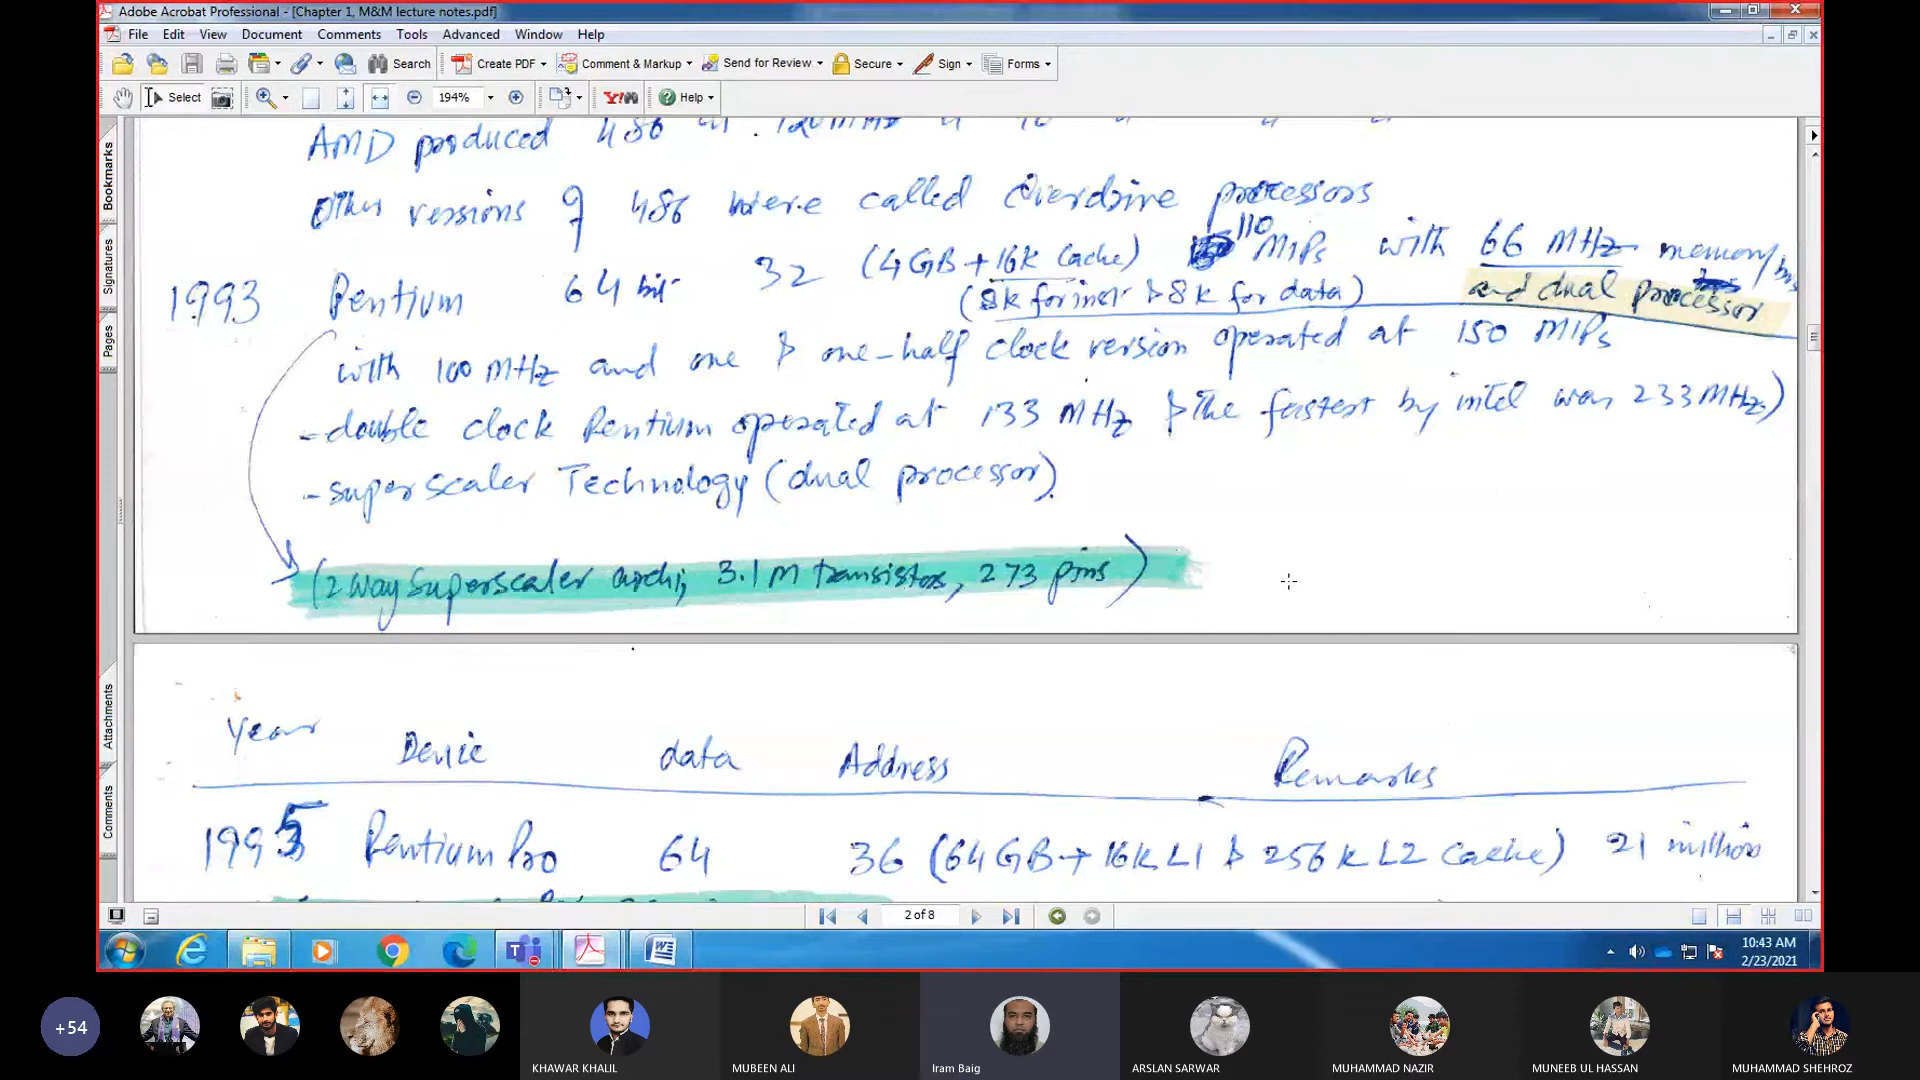 Adobe Acrobat Professional - [Chapter 1, M&M lecture notes.pdf]
File Edit View Document Comments Tools Advanced Window Help
Search Create PDF Comment & Markup Send for Review Secure Sign Forms
Select 194% Y! Help
Bookmarks
Signatures
Pages
Attachments
Comments
AMD produced 486 120 MHz
Other versions of 486 were called Overdrive processors
1993 Pentium 64 bit 32 (4GB + 16k Cache) 110 MIPs with 66 MHz memory bus
(8k for inst & 8k for data) and dual processor
with 100 MHz and one & one-half clock version operated at 150 MIPs
- double clock Pentium operated at 133 MHz & the fastest by intel was 233 MHz)
- superscaler Technology (dual processor)
(2 way superscaler archi; 3.1 M transistors, 273 pins)
Year Device data Address Remarks
1995 Pentium Pro 64 36 (64 GB + 16k L1 & 256 k L2 Cache) 21 million
2 of 8
10:43 AM
2/23/2021
+54
KHAWAR KHALIL
MUBEEN ALI
Iram Baig
ARSLAN SARWAR
MUHAMMAD NAZIR
MUNEEB UL HASSAN
MUHAMMAD SHEHROZ